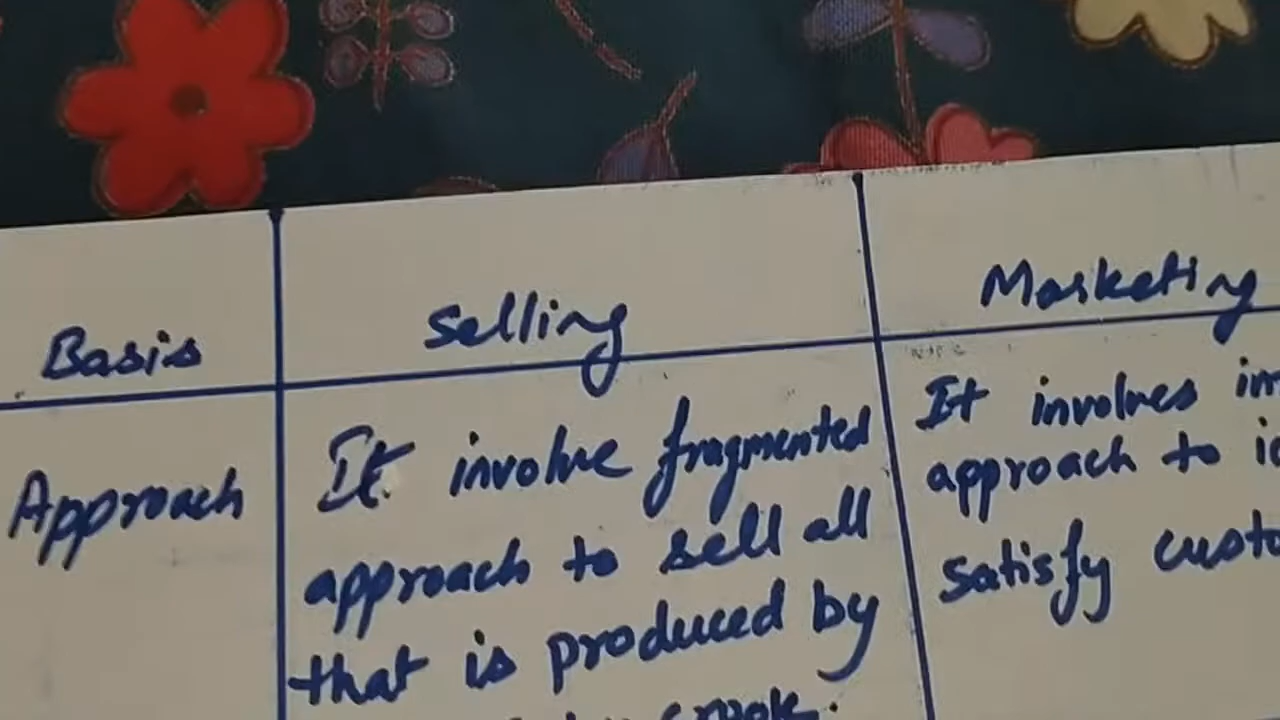 Basis Selling Marketing
Approach It involve fragmented
approach to sell all
that is produced by
It involves
approach to
satisfy